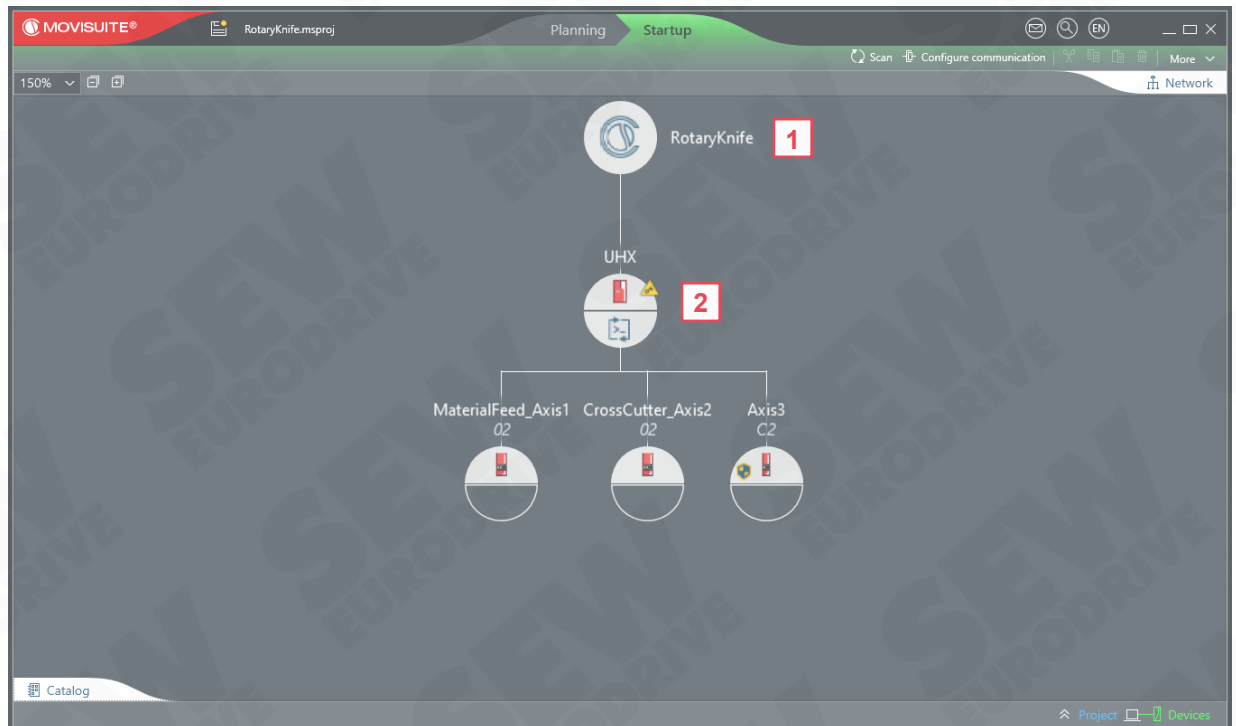 MOVISUITE®
RotaryKnife.msproj
Planning
Startup
EN
Scan
Configure communication
More
150%
Network
RotaryKnife
1
UHX
2
MaterialFeed_Axis1
CrossCutter_Axis2
Axis3
02
02
C2
Catalog
Project
Devices
SEW
EURODRIVE